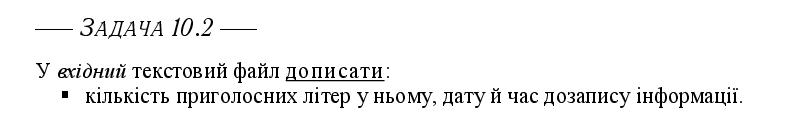 — ЗАДАЧА 10.2 —
У вхідний текстовий файл дописати:
▪ кількість приголосних літер у ньому, дату й час дозапису інформації.